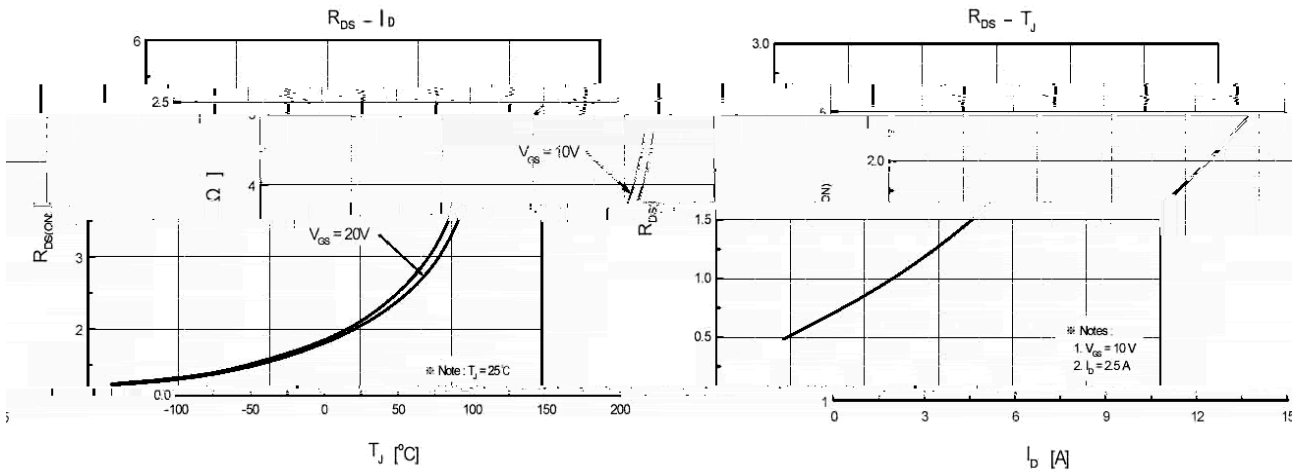 R_DS - I_D
6
2.5
V_GS = 10V
Ω ]
4
R_DS(ON)
V_GS = 20V
3
2
※ Note : T_J = 25℃
0.0
-100 -50 0 50 100 150 200
T_J [°C]
R_DS - T_J
3.0
2.0
R_DS(
1.5
1.0
0.5
※ Notes :
1. V_GS = 10 V
2. I_D = 2.5 A
1
0 3 6 9 12 15
I_D [A]